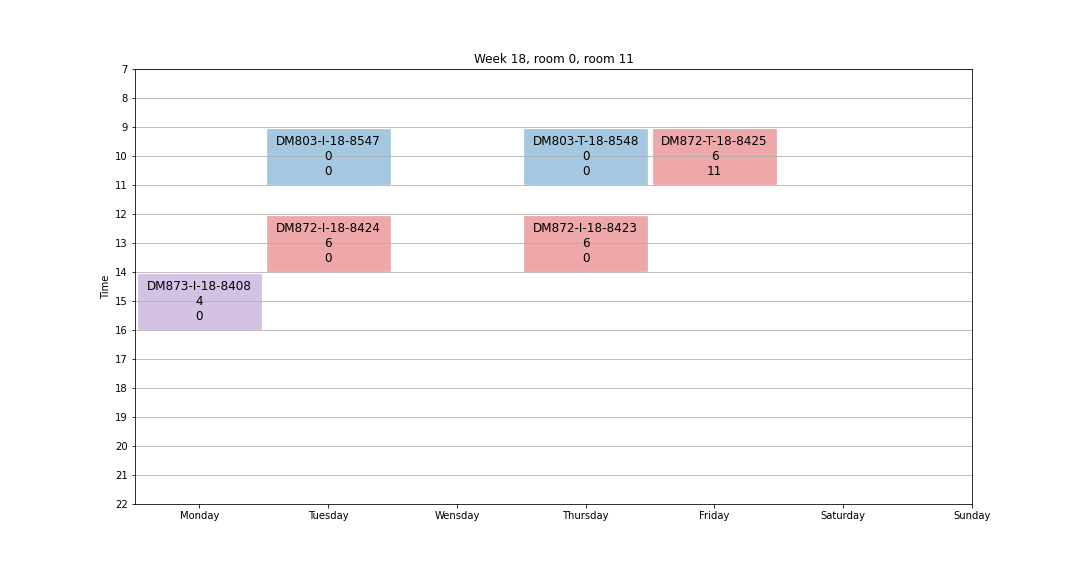 Week 18, room 0, room 11
7
8
9
10
11
12
13
14
15
16
17
18
19
20
21
22
Time
DM803-I-18-8547
0
0
DM803-T-18-8548
0
0
DM872-T-18-8425
6
11
DM872-I-18-8424
6
0
DM872-I-18-8423
6
0
DM873-I-18-8408
4
0
Monday
Tuesday
Wensday
Thursday
Friday
Saturday
Sunday